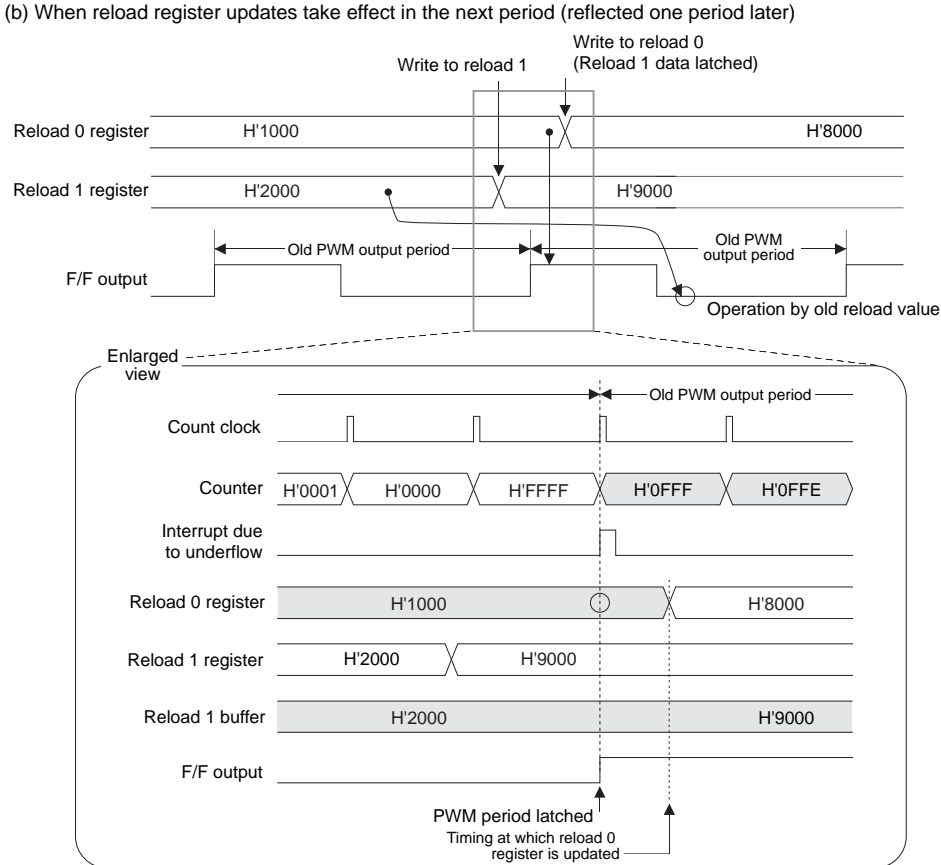 (b) When reload register updates take effect in the next period (reflected one period later)
Write to reload 0
(Reload 1 data latched)
Write to reload 1
Reload 0 register
H'1000
H'8000
Reload 1 register
H'2000
H'9000
Old PWM output period
Old PWM
output period
F/F output
Operation by old reload value
Enlarged
view
Old PWM output period
Count clock
Counter
H'0001
H'0000
H'FFFF
H'0FFF
H'0FFE
Interrupt due
to underflow
Reload 0 register
H'1000
H'8000
Reload 1 register
H'2000
H'9000
Reload 1 buffer
H'2000
H'9000
F/F output
PWM period latched
Timing at which reload 0
register is updated